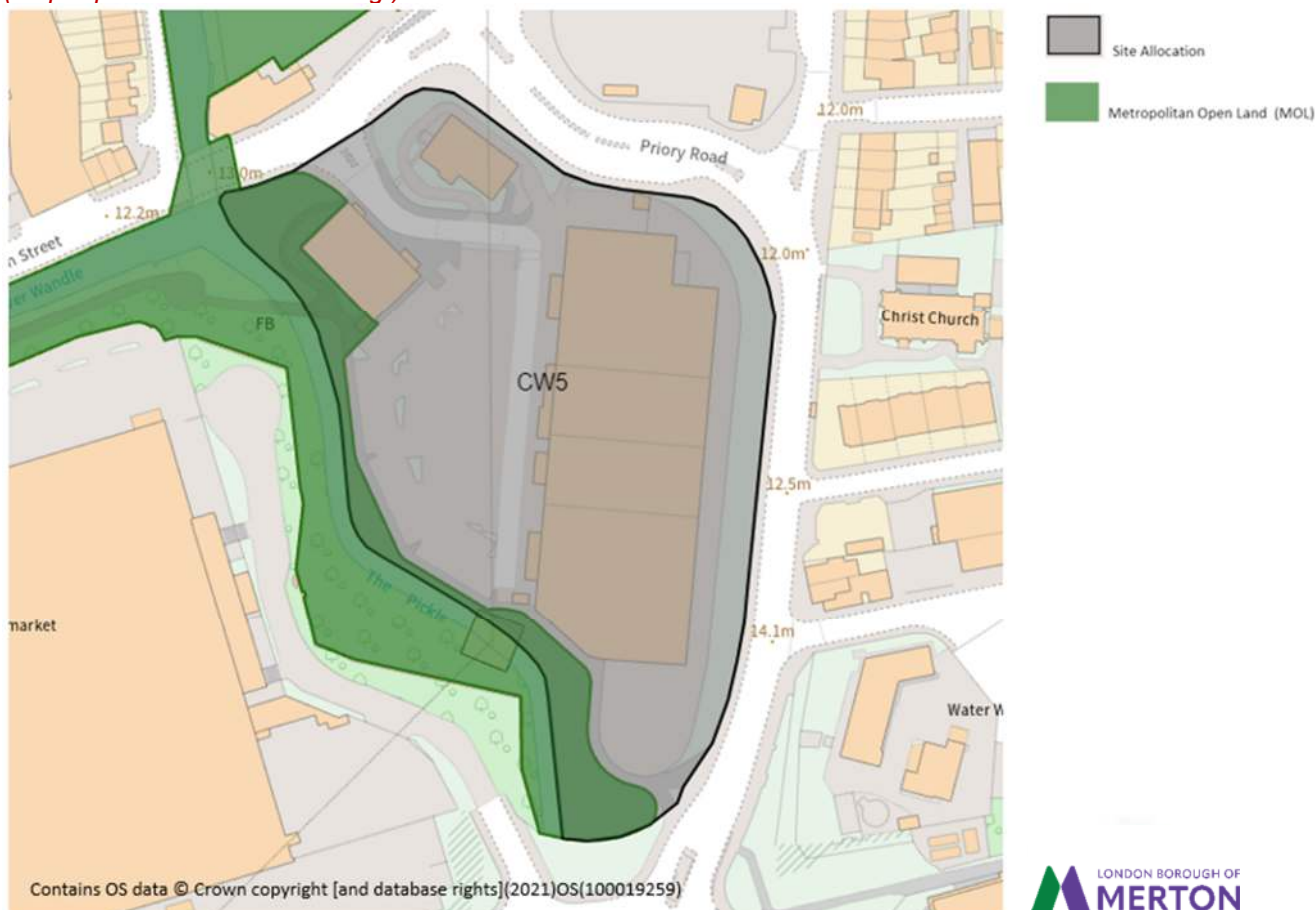 Site Allocation
Metropolitan Open Land (MOL)
12.0m
Priory Road
13.0m
12.2m
Street
12.0m
Wandle
FB
Christ Church
CW5
12.5m
The Pickle
market
14.1m
Water W
Contains OS data © Crown copyright [and database rights](2021)OS(100019259)
LONDON BOROUGH OF
MERTON